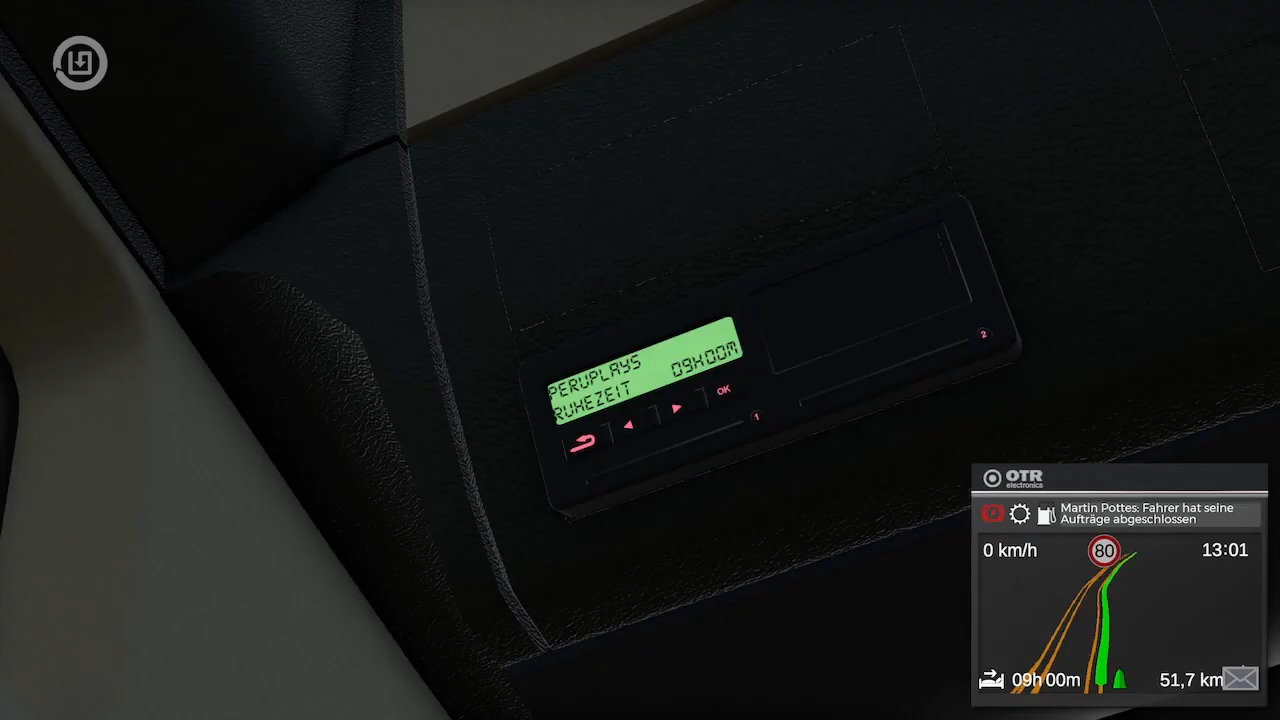 PERUPLAYS
RUHEZEIT 09H00M
OK
1
2
OTR
electronics
Martin Pottes: Fahrer hat seine
Aufträge abgeschlossen
0 km/h
80
13:01
09h 00m
51,7 km